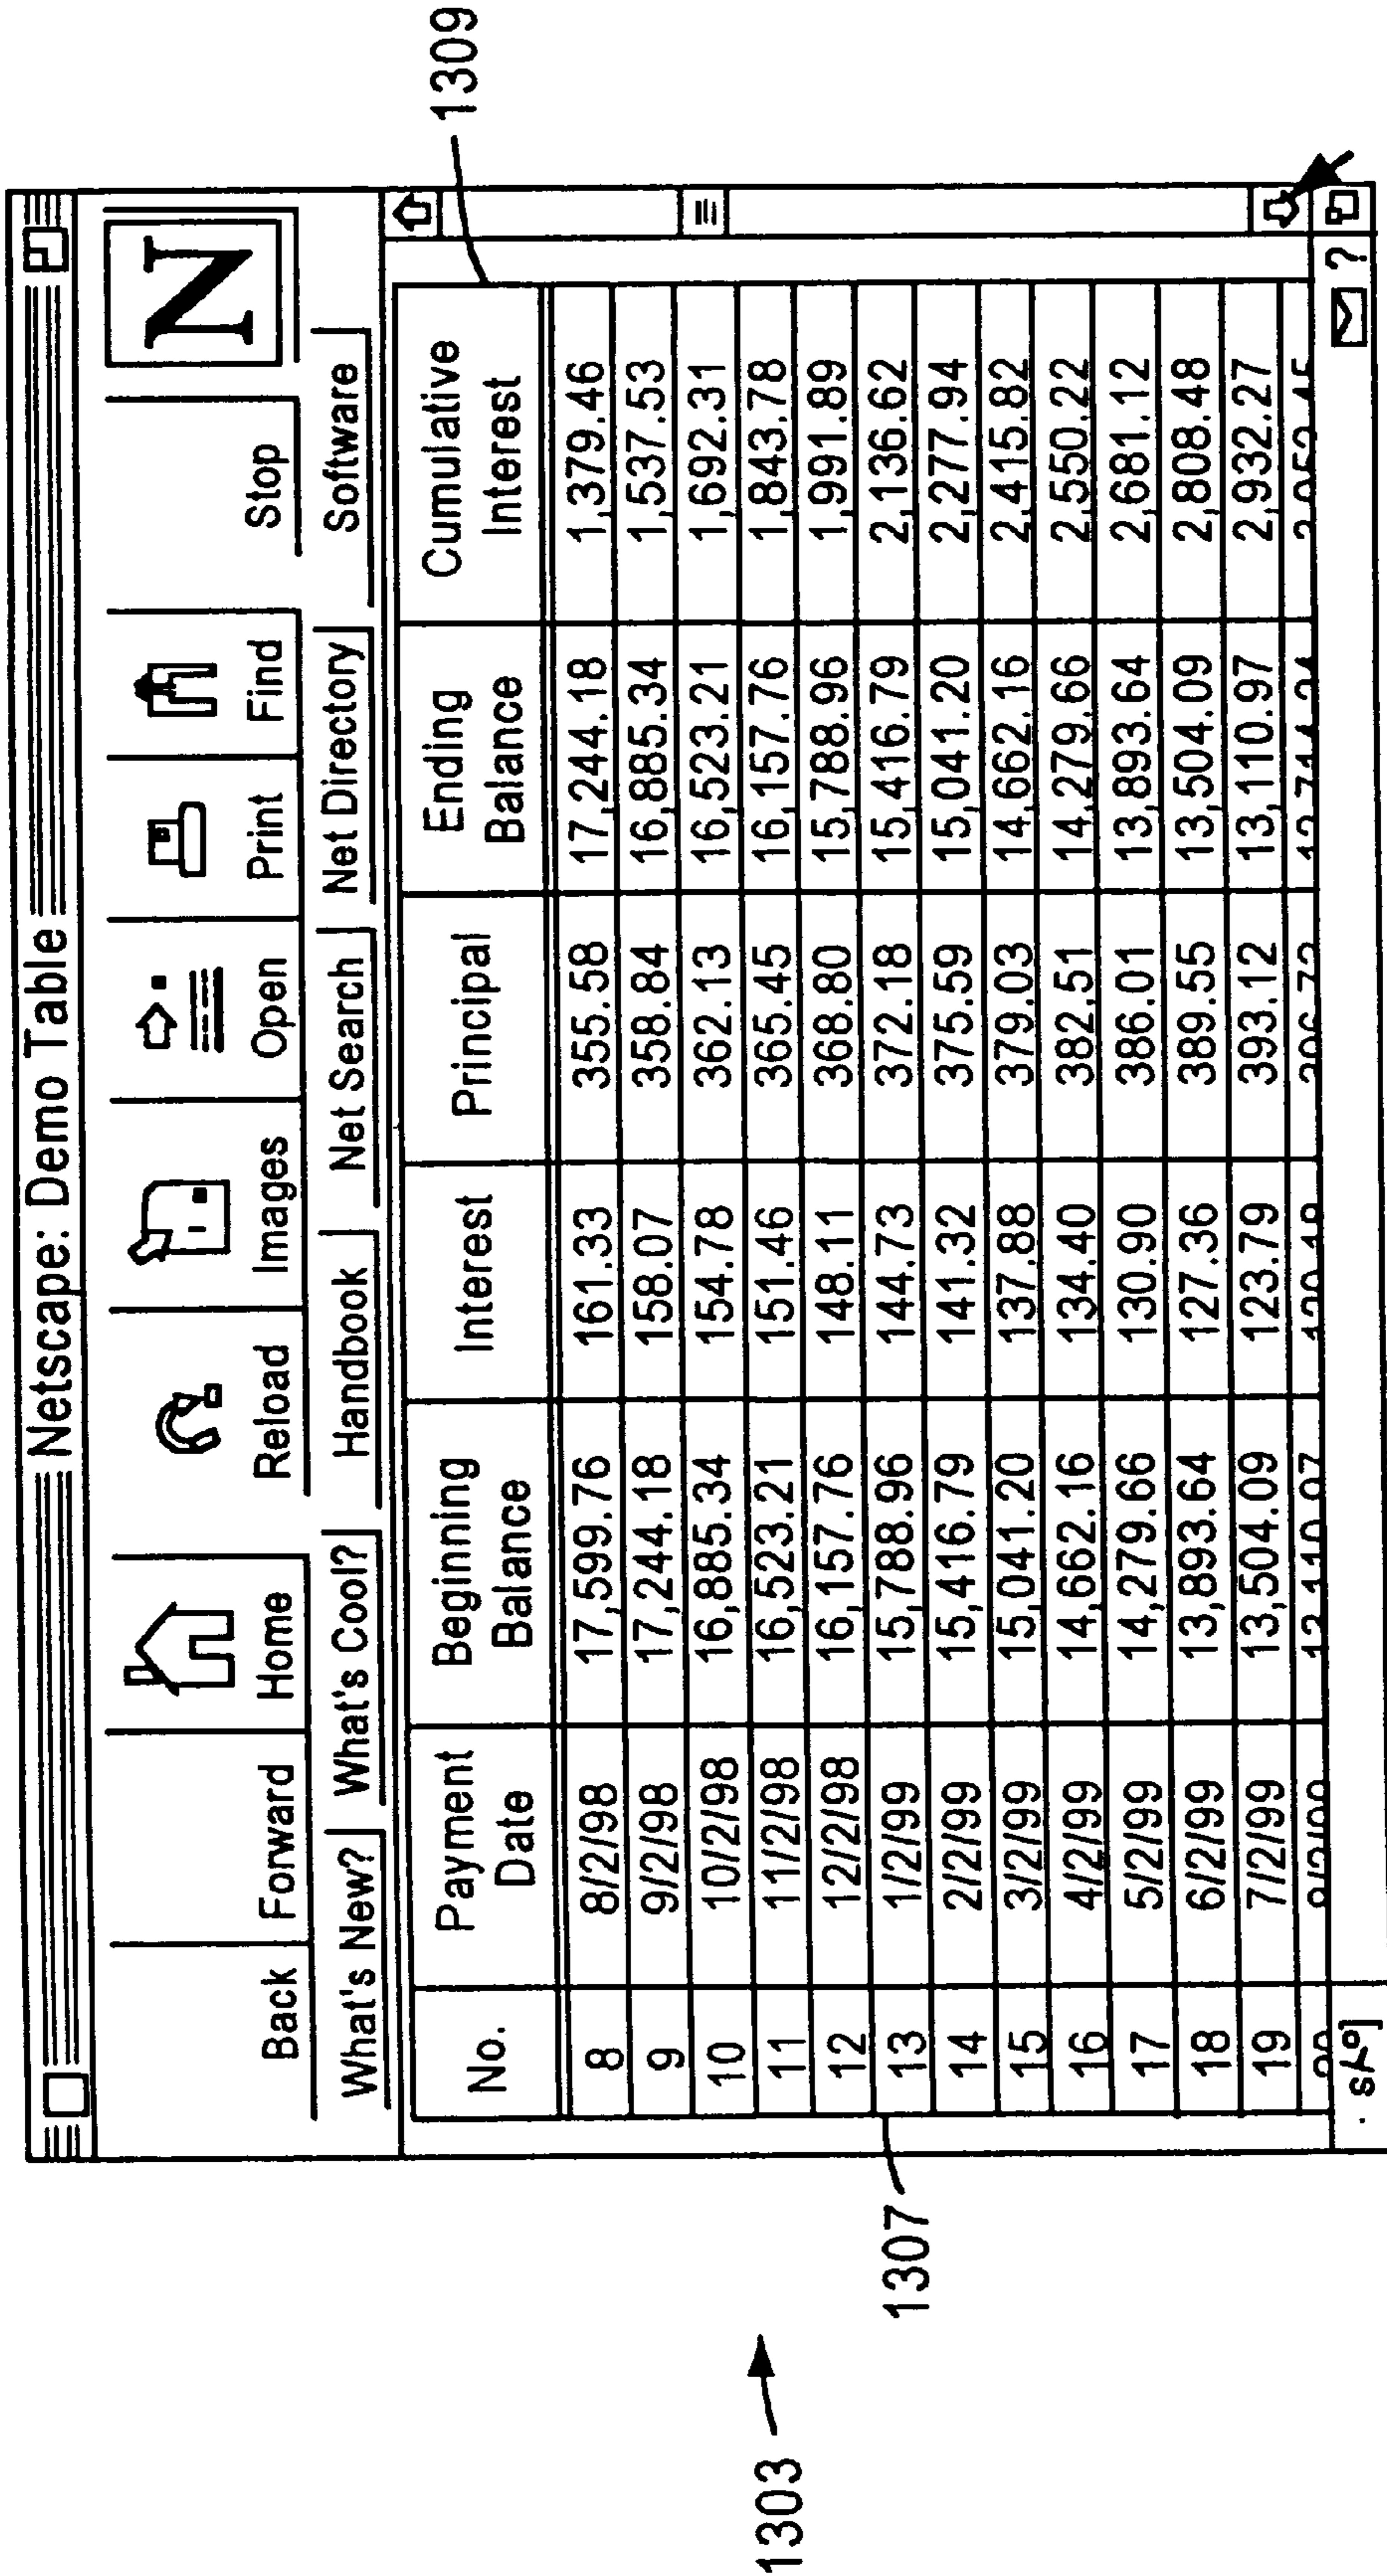 Netscape: Demo Table
Back Forward Home Reload Images Open Print Find Stop N
What's New? What's Cool? Handbook Net Search Net Directory Software
No. Payment Date Beginning Balance Interest Principal Ending Balance Cumulative Interest
8 8/2/98 17,599.76 161.33 355.58 17,244.18 1,379.46
9 9/2/98 17,244.18 158.07 358.84 16,885.34 1,537.53
10 10/2/98 16,885.34 154.78 362.13 16,523.21 1,692.31
11 11/2/98 16,523.21 151.46 365.45 16,157.76 1,843.78
12 12/2/98 16,157.76 148.11 368.80 15,788.96 1,991.89
13 1/2/99 15,788.96 144.73 372.18 15,416.79 2,136.62
14 2/2/99 15,416.79 141.32 375.59 15,041.20 2,277.94
15 3/2/99 15,041.20 137.88 379.03 14,662.16 2,415.82
16 4/2/99 14,662.16 134.40 382.51 14,279.66 2,550.22
17 5/2/99 14,279.66 130.90 386.01 13,893.64 2,681.12
18 6/2/99 13,893.64 127.36 389.55 13,504.09 2,808.48
19 7/2/99 13,504.09 123.79 393.12 13,110.97 2,932.27
?
1309
1307
1303